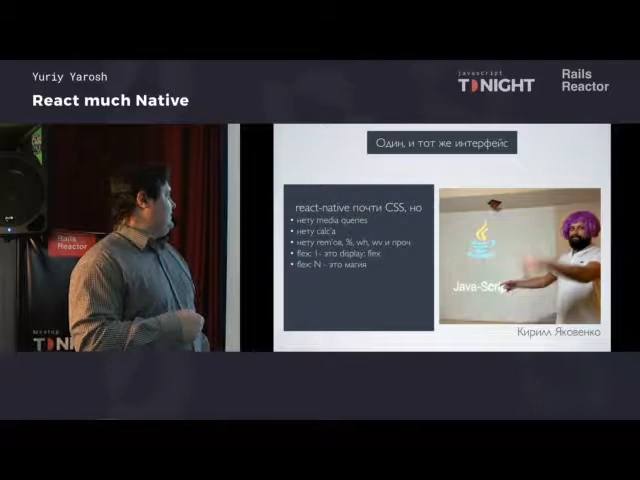 Yuriy Yarosh
React much Native
javascript
TONIGHT
Rails
Reactor
Один, и тот же интерфейс
react-native почти CSS, но
• нету media queries
• нету calc'а
• нету rem'ов, %, wh, wv и проч
• flex: 1- это display: flex
• flex: N - это магия
Java-Scrip
Кирилл Яковенко
Rails
Reactor